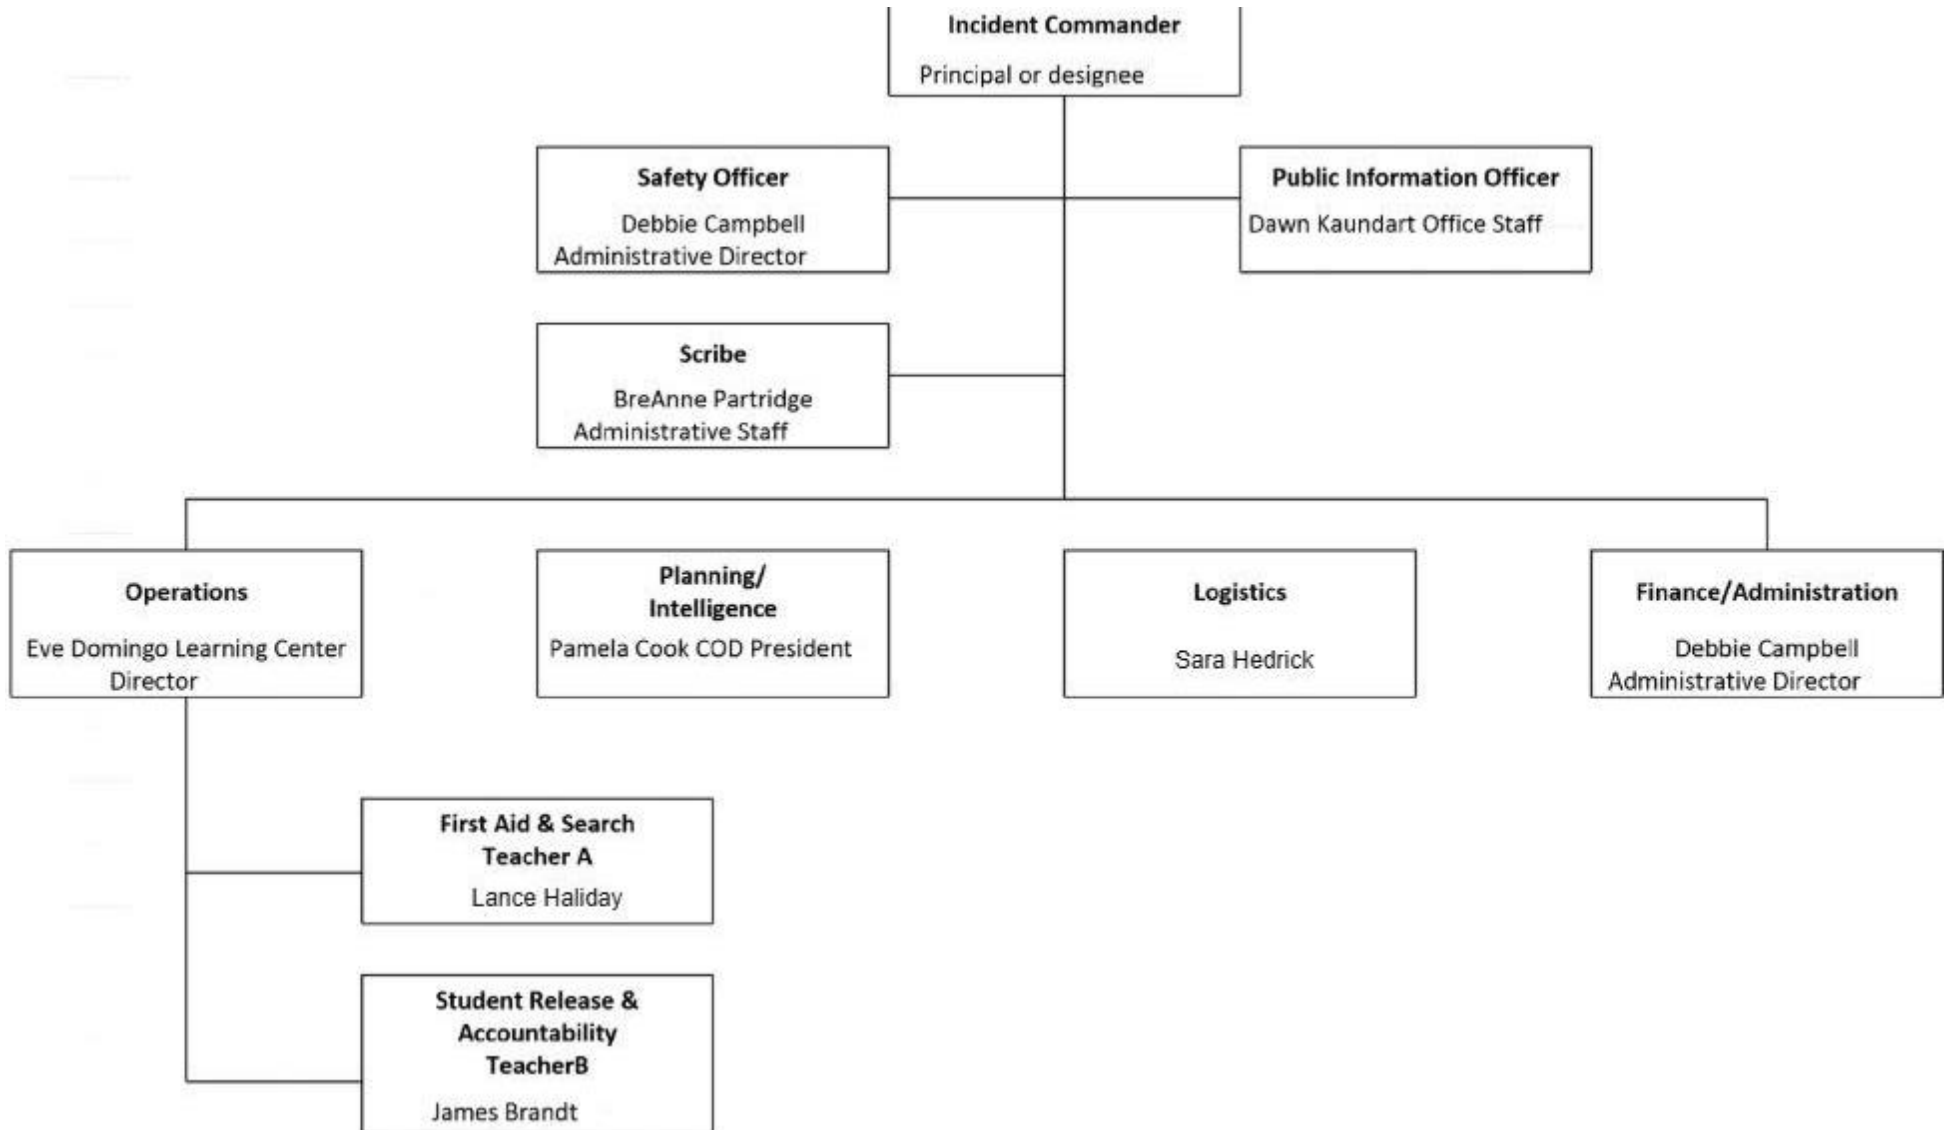 Incident Commander
Principal or designee
Safety Officer
Debbie Campbell
Administrative Director
Public Information Officer
Dawn Kaundart Office Staff
Scribe
BreAnne Partridge
Administrative Staff
Operations
Eve Domingo Learning Center
Director
Planning/
Intelligence
Pamela Cook COD President
Logistics
Sara Hedrick
Finance/Administration
Debbie Campbell
Administrative Director
First Aid & Search
Teacher A
Lance Haliday
Student Release &
Accountability
TeacherB
James Brandt